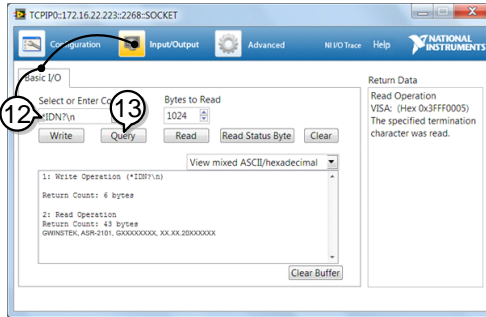 TCPIP0::172.16.22.223::2268::SOCKET
Configuration
Input/Output
Advanced
NI I/O Trace
Help
NATIONAL
INSTRUMENTS
Basic I/O
Select or Enter Co
12
*IDN?\n
13
Bytes to Read
1024
Write
Query
Read
Read Status Byte
Clear
View mixed ASCII/hexadecimal
1: Write Operation (*IDN?\n)
Return Count: 6 bytes
2: Read Operation
Return Count: 43 bytes
GWINSTEK, ASR-2101, GXXXXXXXX, XX.XX.20XXXXXX
Clear Buffer
Return Data
Read Operation
VISA: (Hex 0x3FFF0005)
The specified termination
character was read.